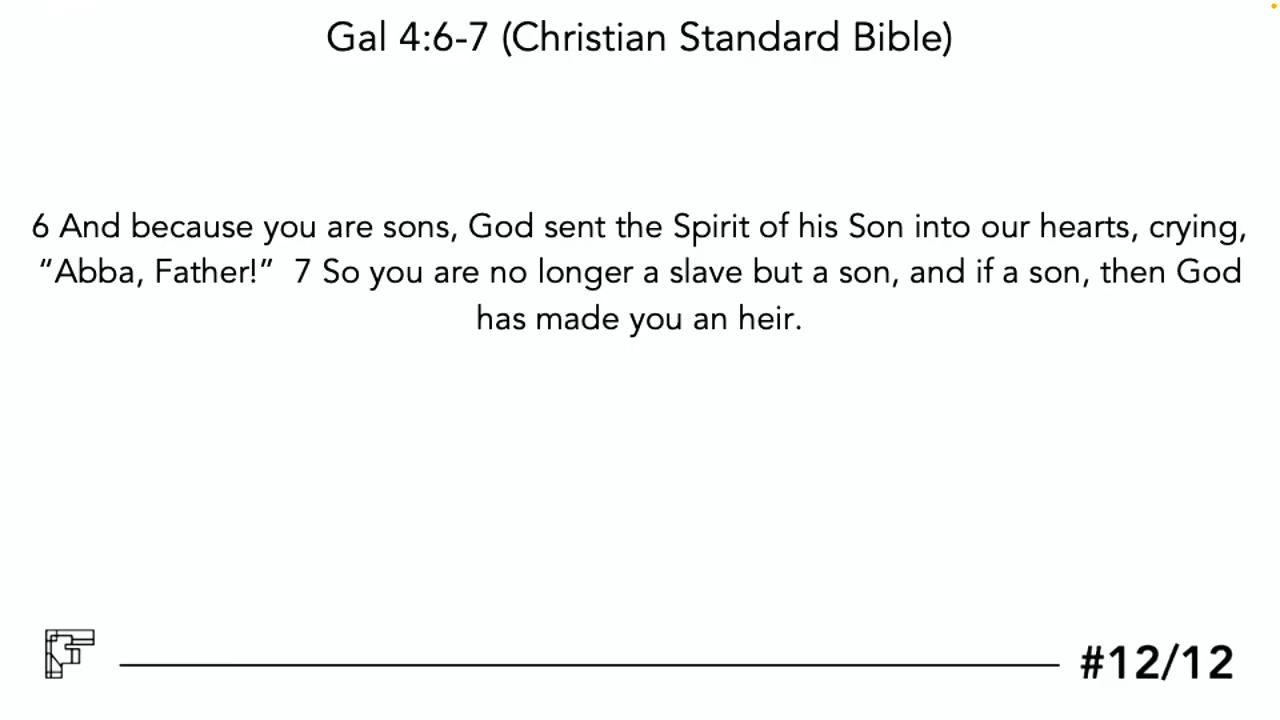 Gal 4:6-7 (Christian Standard Bible)
6 And because you are sons, God sent the Spirit of his Son into our hearts, crying,
“Abba, Father!”  7 So you are no longer a slave but a son, and if a son, then God
has made you an heir.
#12/12